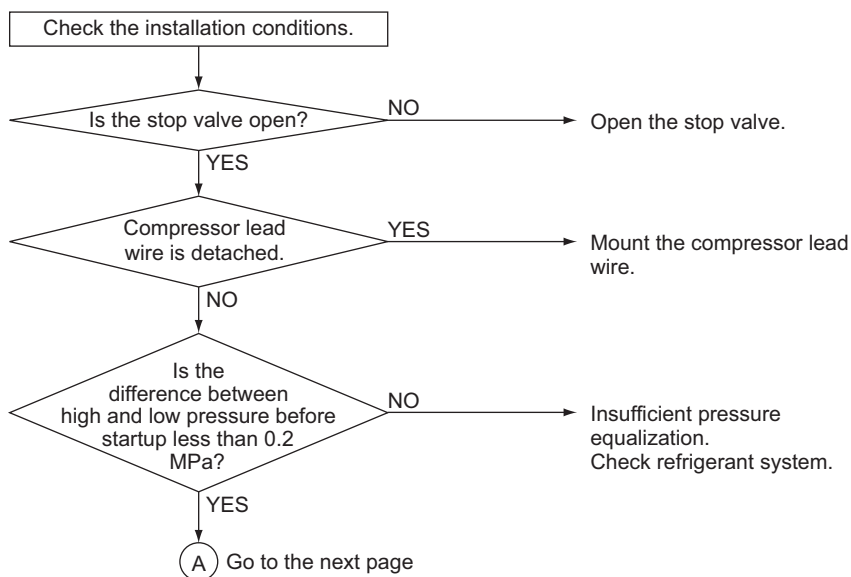 Check the installation conditions.
Is the stop valve open?
NO
Open the stop valve.
YES
Compressor lead
wire is detached.
YES
Mount the compressor lead
wire.
NO
Is the
difference between
high and low pressure before
startup less than 0.2
MPa?
NO
Insufficient pressure
equalization.
Check refrigerant system.
YES
A Go to the next page